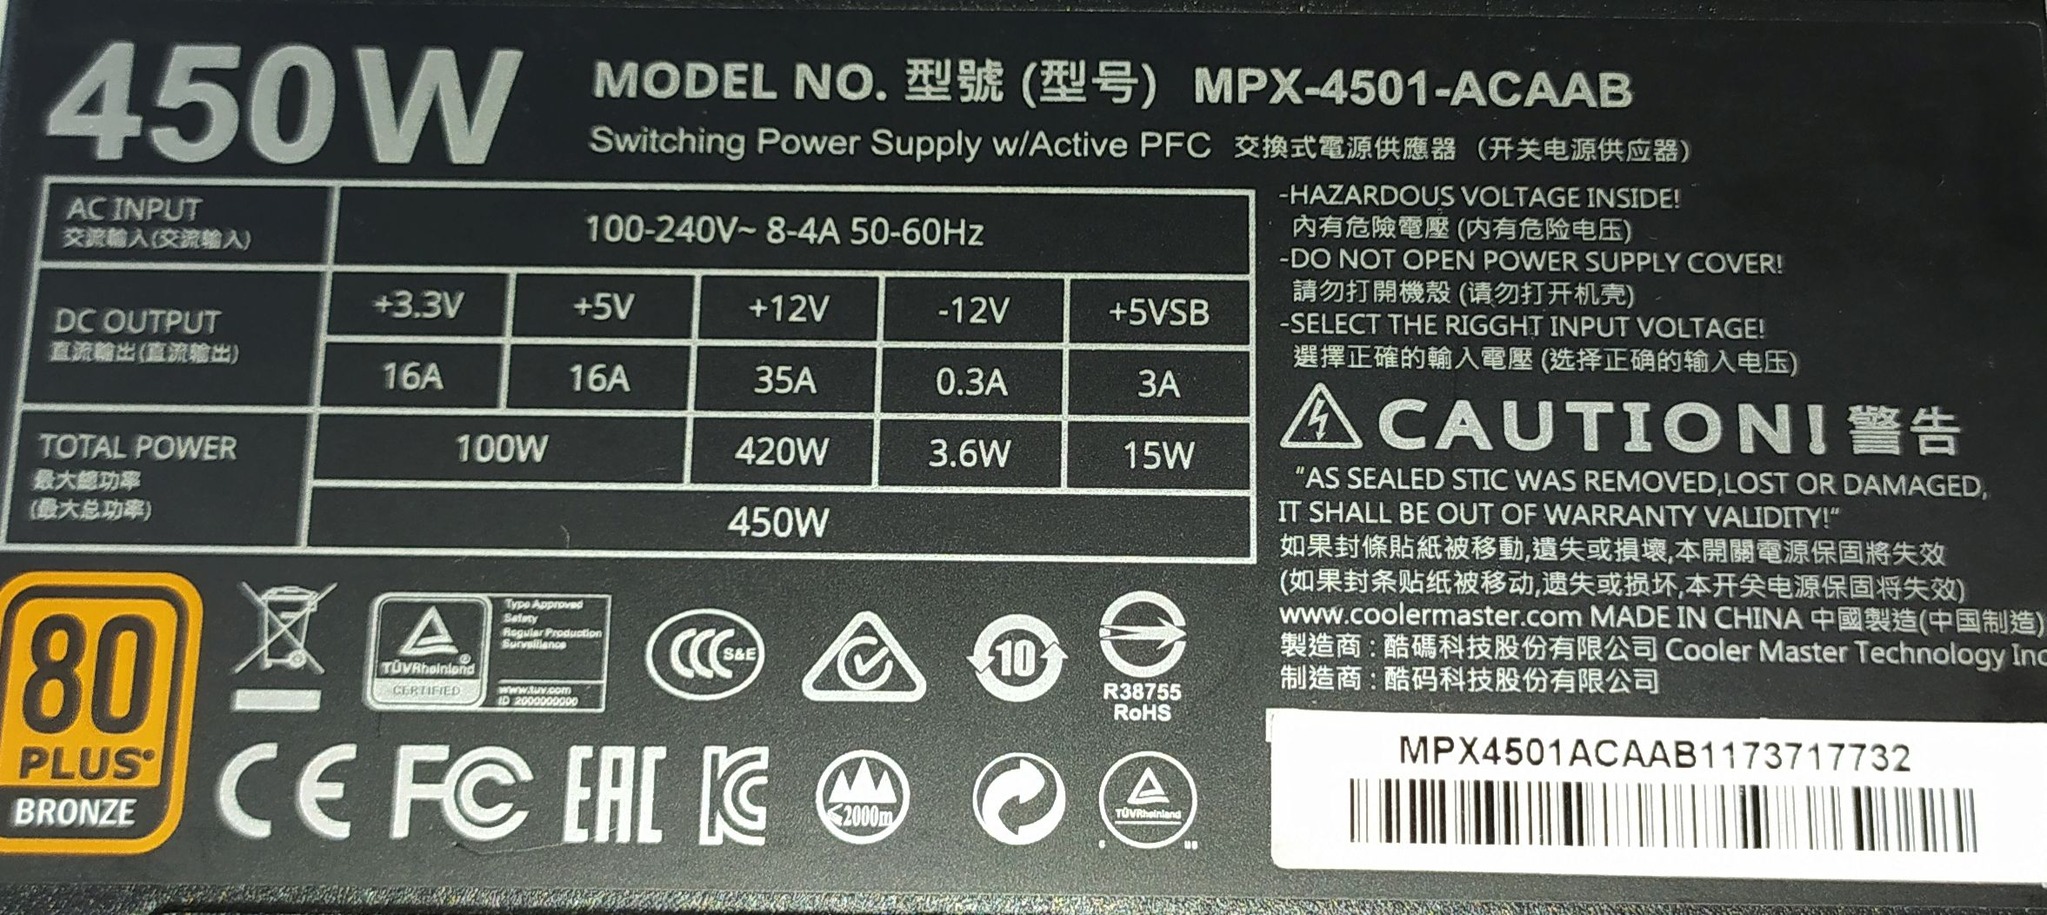 450W
MODEL NO. 型號 (型号) MPX-4501-ACAAB
Switching Power Supply w/Active PFC 交換式電源供應器 (开关电源供应器)
AC INPUT
交流輸入(交流输入)
100-240V~ 8-4A 50-60Hz
DC OUTPUT
直流輸出(直流输出)
+3.3V +5V +12V -12V +5VSB
16A 16A 35A 0.3A 3A
TOTAL POWER
最大總功率
(最大总功率)
100W 420W 3.6W 15W
450W
-HAZARDOUS VOLTAGE INSIDE!
內有危險電壓 (内有危险电压)
-DO NOT OPEN POWER SUPPLY COVER!
請勿打開機殼 (请勿打开机壳)
-SELECT THE RIGGHT INPUT VOLTAGE!
選擇正確的輸入電壓 (选择正确的输入电压)
CAUTION! 警告
"AS SEALED STIC WAS REMOVED,LOST OR DAMAGED,
IT SHALL BE OUT OF WARRANTY VALIDITY!"
如果封條貼紙被移動,遺失或損壞,本開關電源保固將失效
(如果封条贴纸被移动,遗失或损坏,本开关电源保固将失效)
www.coolermaster.com MADE IN CHINA 中國製造(中国制造)
製造商 : 酷碼科技股份有限公司 Cooler Master Technology Inc
制造商 : 酷码科技股份有限公司
MPX4501ACAAB1173717732
80
PLUS
BRONZE
TÜVRheinland®
CERTIFIED
Type Approved
Safety
Regular Production
Surveillance
www.tuv.com
ID 2000000000
CCC S&E
10
R38755
RoHS
CE FC EAC KC
≤2000m
TÜVRheinland